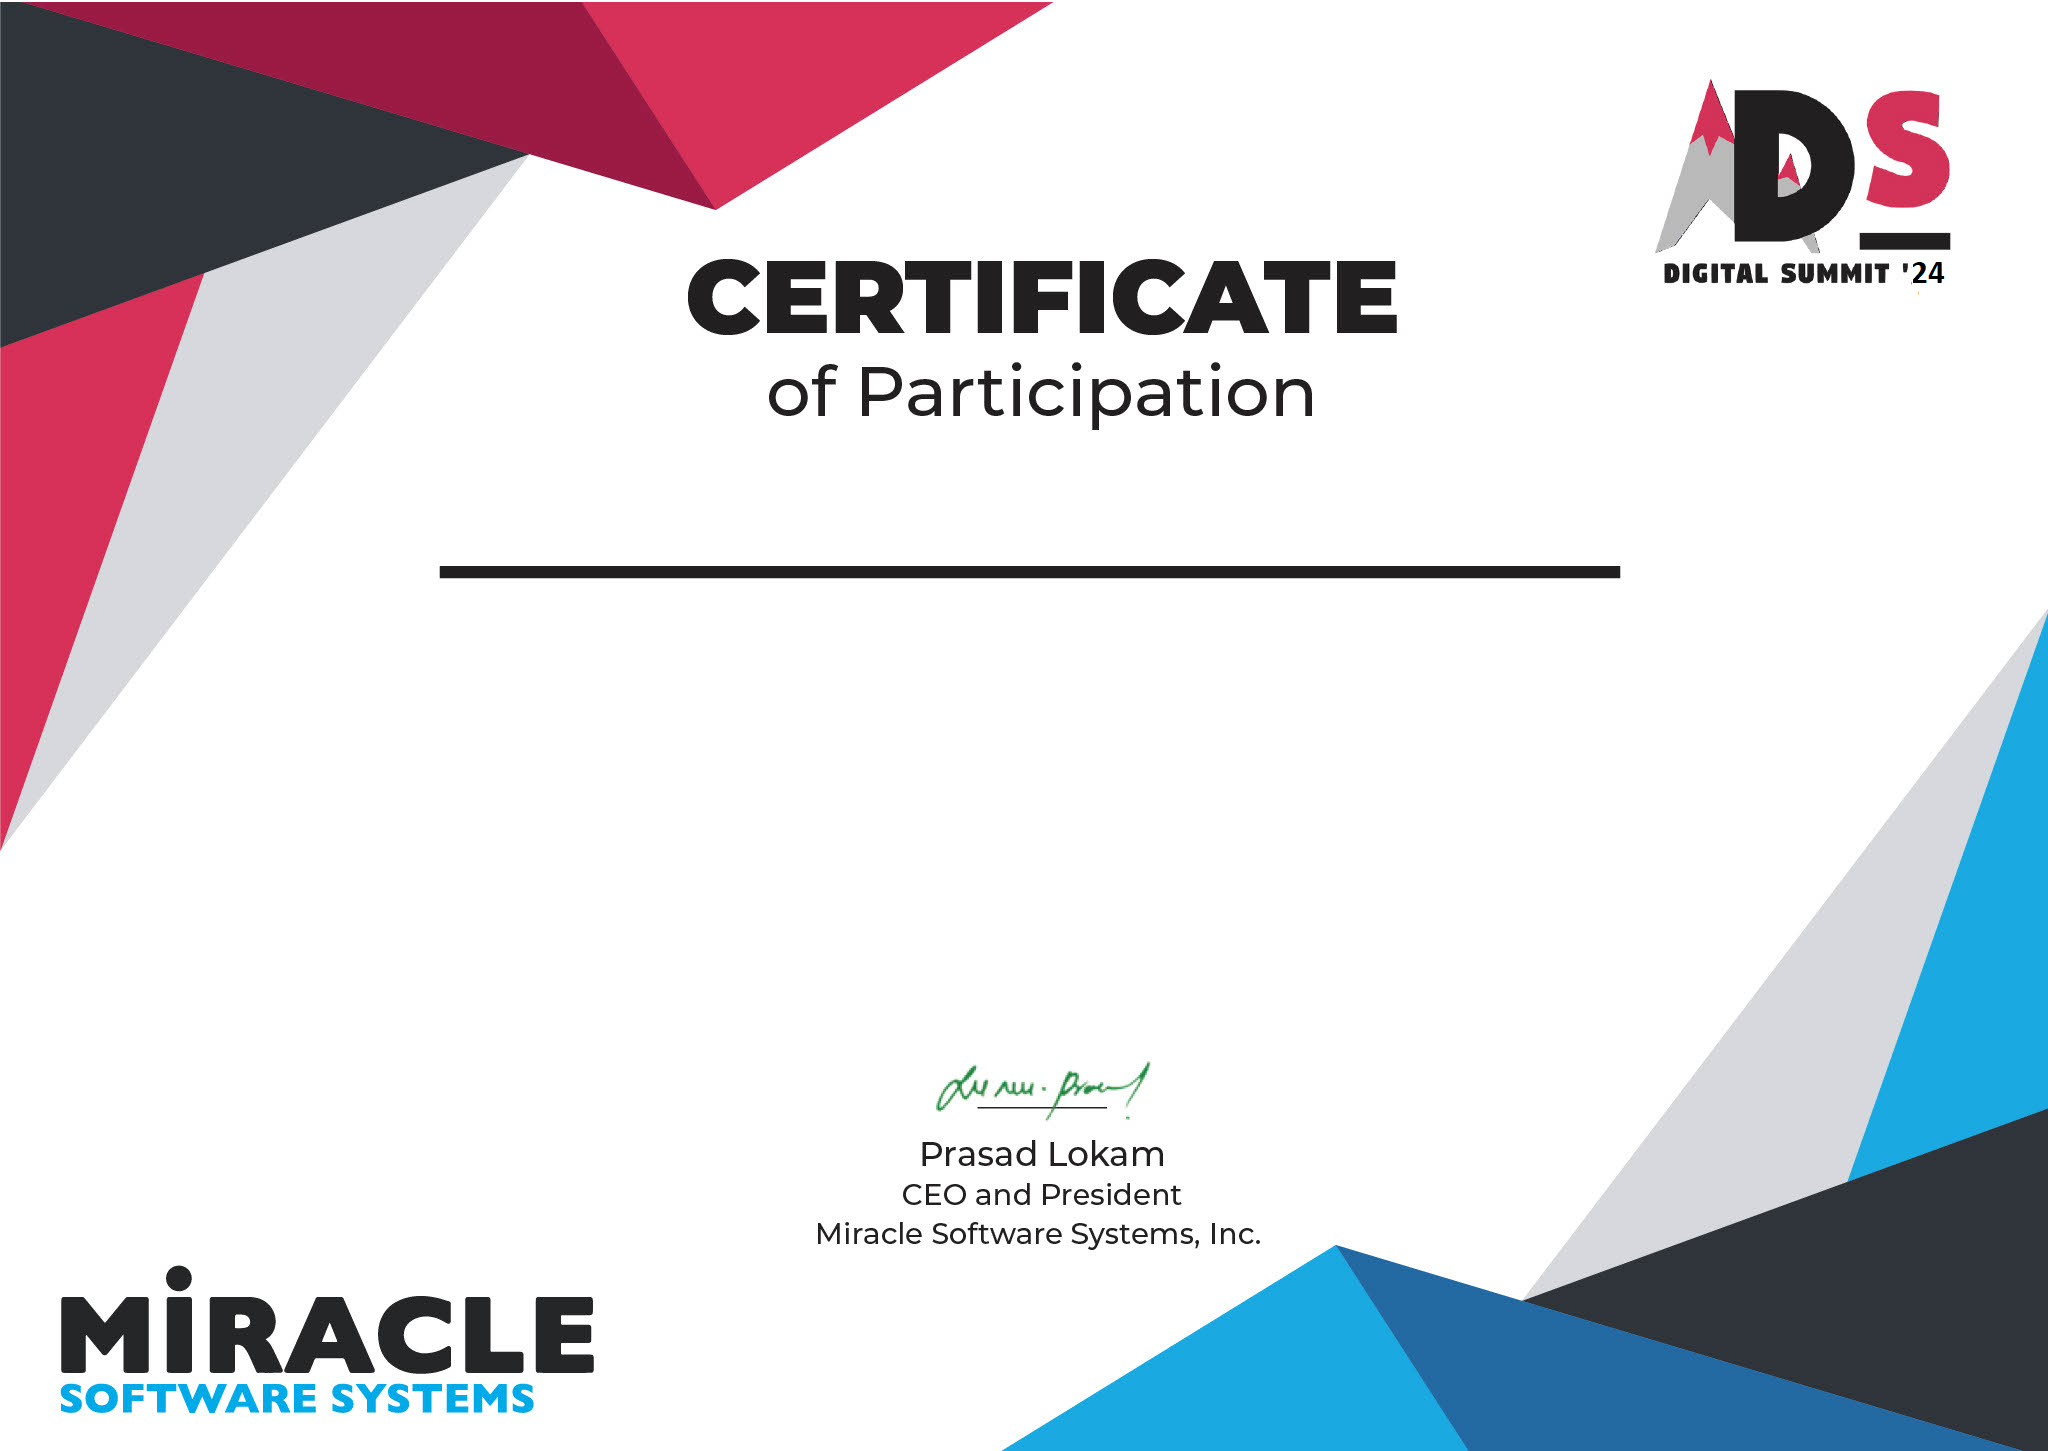 ADS
DIGITAL SUMMIT '24
CERTIFICATE
of Participation
Prasad Lokam
CEO and President
Miracle Software Systems, Inc.
MiRACLE
SOFTWARE SYSTEMS